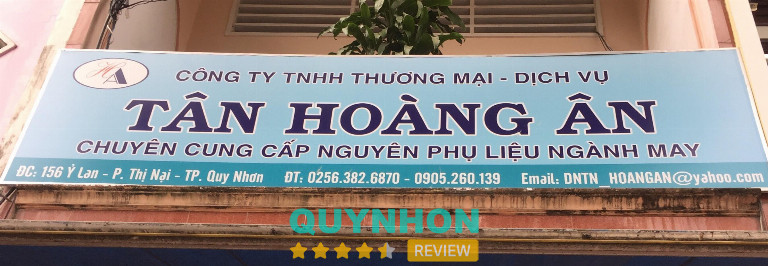 HA
CÔNG TY TNHH THƯƠNG MẠI - DỊCH VỤ
TÂN HOÀNG ÂN
CHUYÊN CUNG CẤP NGUYÊN PHỤ LIỆU NGÀNH MAY
ĐC: 156 Ỷ Lan - P. Thị Nại - TP. Quy Nhơn ĐT: 0256.382.6870 - 0905.260.139 Email: DNTN_HOANGAN@yahoo.com
QUYNHON
REVIEW